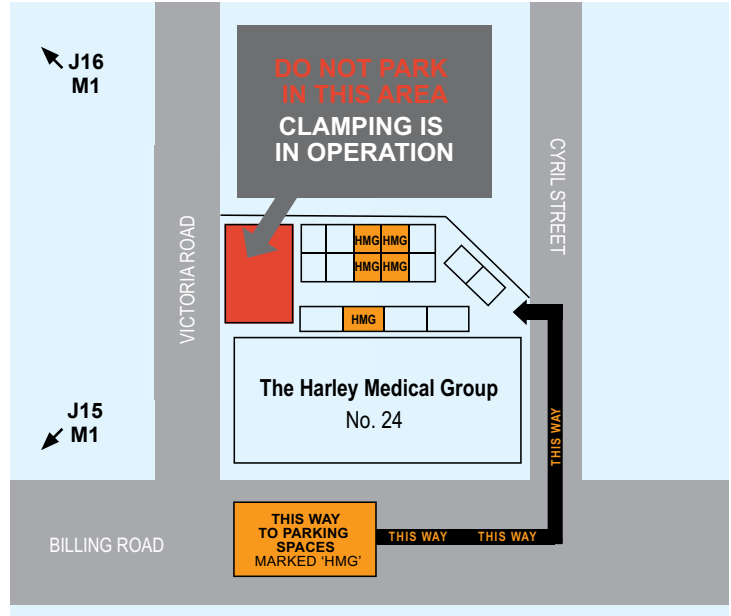 J16
M1
DO NOT PARK
IN THIS AREA
CLAMPING IS
IN OPERATION
CYRIL STREET
VICTORIA ROAD
HMG HMG
HMG HMG
HMG
The Harley Medical Group
No. 24
J15
M1
THIS WAY
THIS WAY
TO PARKING
SPACES
MARKED ‘HMG’
THIS WAY THIS WAY
BILLING ROAD